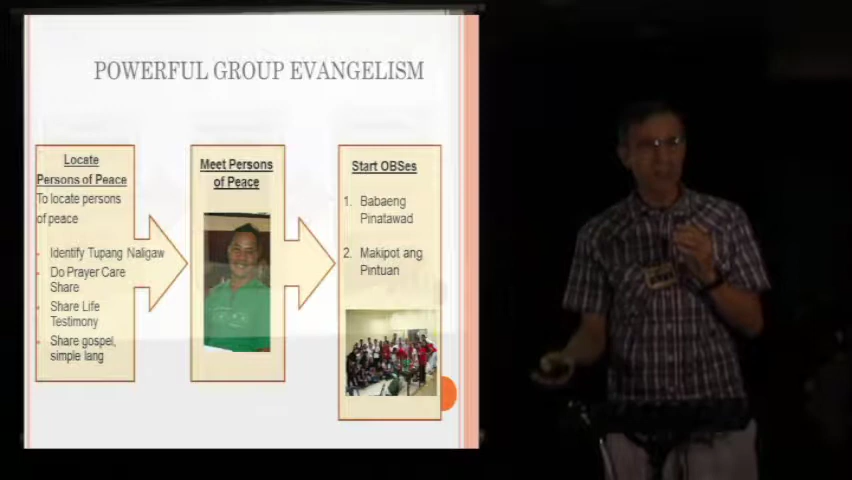 POWERFUL GROUP EVANGELISM
Locate
Persons of Peace
To locate persons
of peace
Identify Tupang Naligaw
Do Prayer Care
Share
Share Life
Testimony
Share gospel,
simple lang
Meet Persons
of Peace
Start OBSes
1. Babaeng
Pinatawad
2. Makipot ang
Pintuan